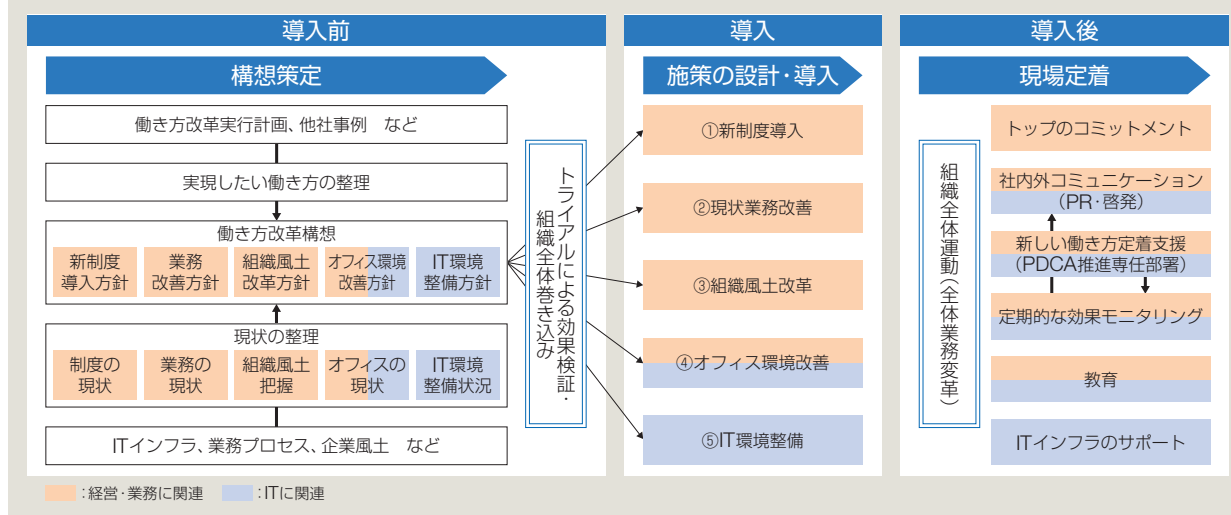 導入前
構想策定
働き方改革実行計画、他社事例 など
実現したい働き方の整理
働き方改革構想
新制度
導入方針
業務
改善方針
組織風土
改革方針
オフィス環境
改善方針
IT環境
整備方針
現状の整理
制度の
現状
業務の
現状
組織風土
把握
オフィスの
現状
IT環境
整備状況
ITインフラ、業務プロセス、企業風土 など
トライアルによる効果検証・
組織全体巻き込み
導入
施策の設計・導入
①新制度導入
②現状業務改善
③組織風土改革
④オフィス環境改善
⑤IT環境整備
導入後
現場定着
組織全体運動(全体業務変革)
トップのコミットメント
社内外コミュニケーション
(PR・啓発)
新しい働き方定着支援
(PDCA推進専任部署)
定期的な効果モニタリング
教育
ITインフラのサポート
:経営・業務に関連
:ITに関連